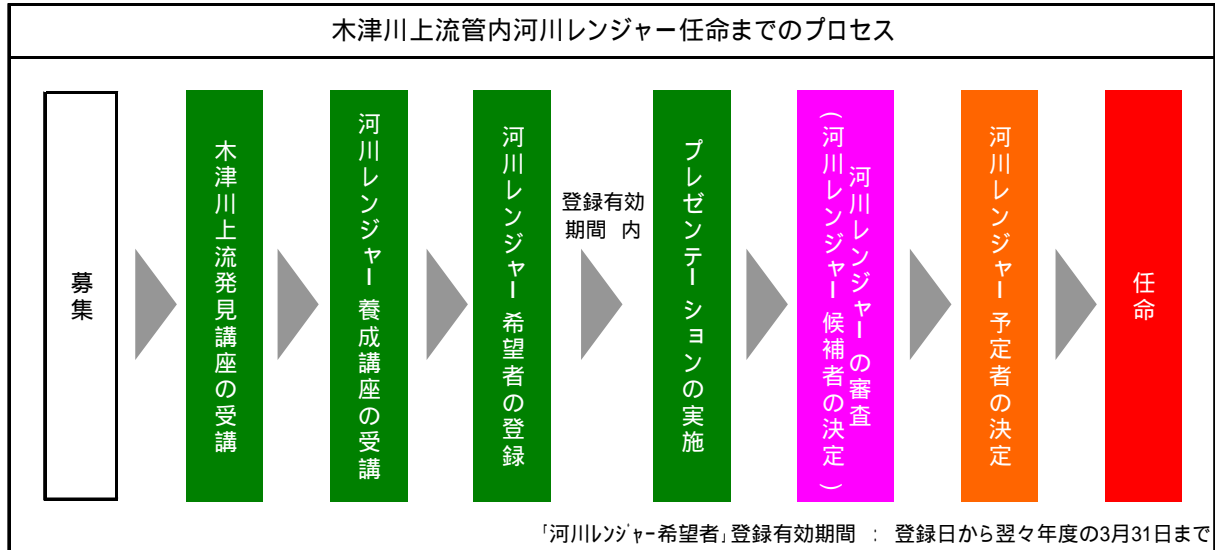 木津川上流管内河川レンジャー任命までのプロセス
募集
木津川上流発見講座の受講
河川レンジャー養成講座の受講
河川レンジャー希望者の登録
登録有効
期間 内
プレゼンテーションの実施
河川レンジャーの審査
（河川レンジャー候補者の決定）
河川レンジャー予定者の決定
任命
「河川レンジャー希望者」登録有効期間 ： 登録日から翌々年度の3月31日まで